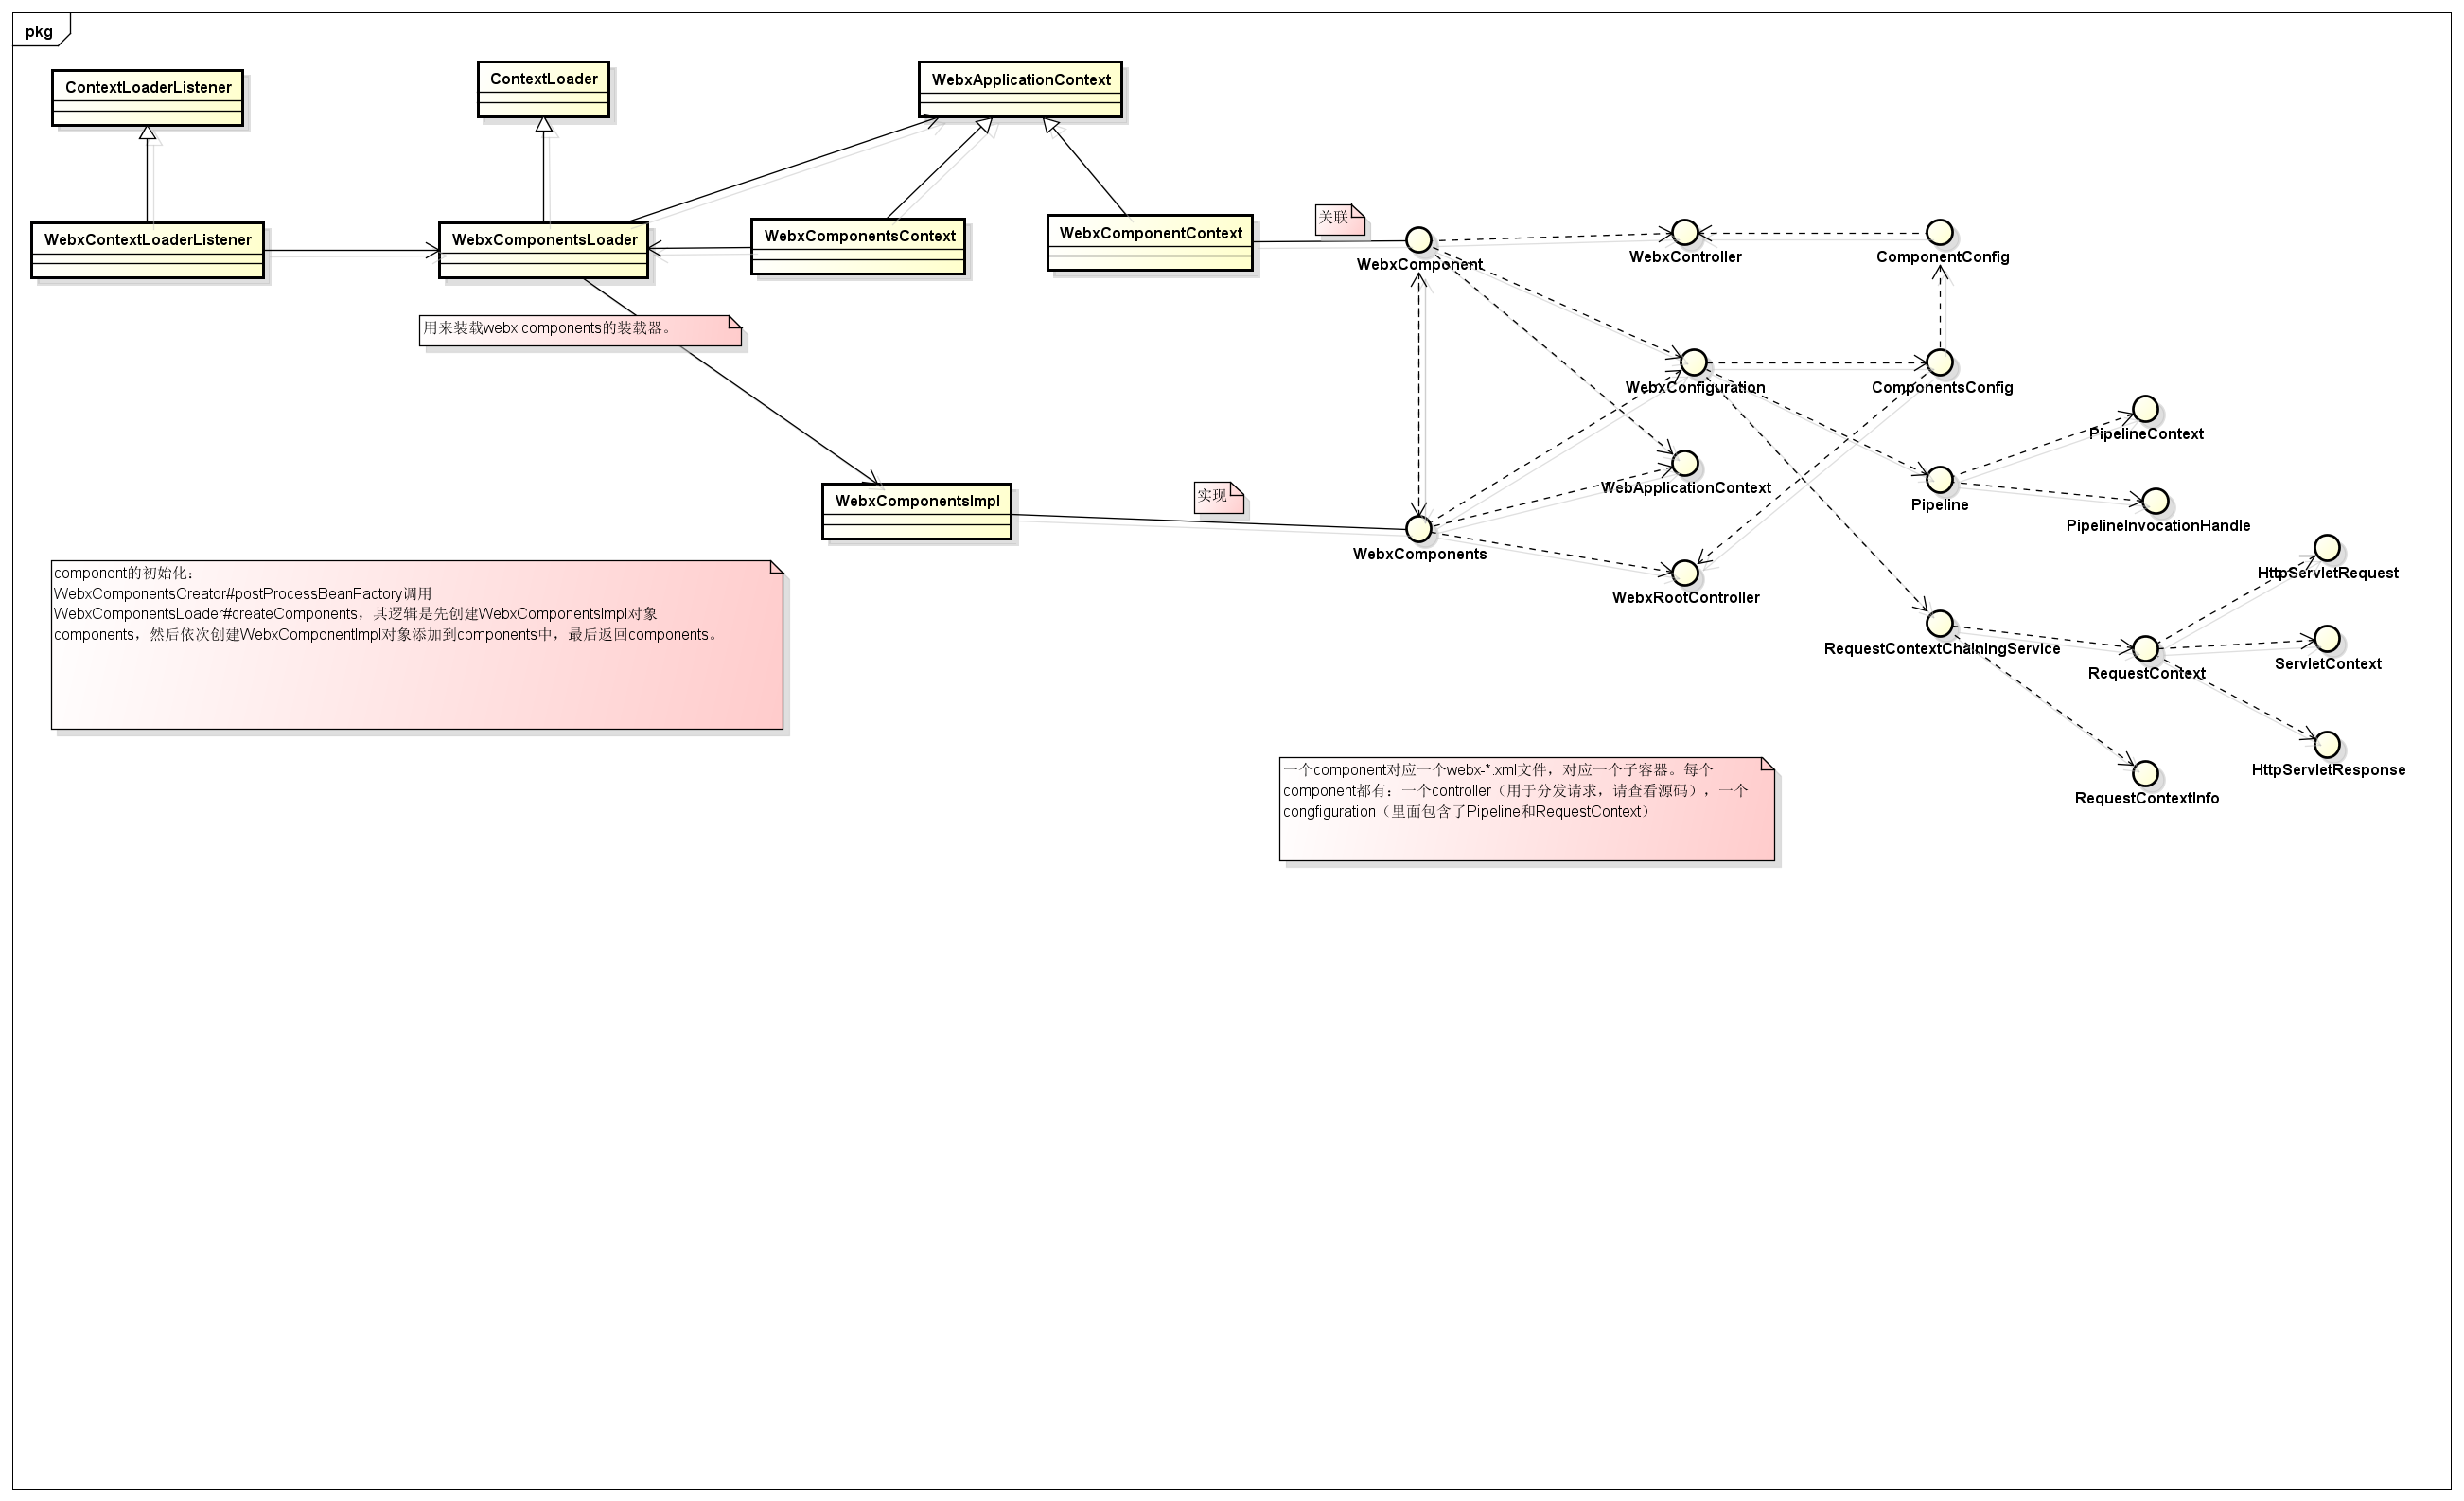 pkg
ContextLoaderListener
ContextLoader
WebxApplicationContext
WebxContextLoaderListener
WebxComponentsLoader
WebxComponentsContext
WebxComponentContext
关联
WebxComponent
WebxController
ComponentConfig
用来装载webx components的装载器。
WebxConfiguration
ComponentsConfig
PipelineContext
WebxComponentsImpl
实现
WebApplicationContext
Pipeline
PipelineInvocationHandle
WebxComponents
WebxRootController
HttpServletRequest
component的初始化：
WebxComponentsCreator#postProcessBeanFactory调用
WebxComponentsLoader#createComponents，其逻辑是先创建WebxComponentsImpl对象
components，然后依次创建WebxComponentImpl对象添加到components中，最后返回components。
RequestContextChainingService
RequestContext
ServletContext
HttpServletResponse
RequestContextInfo
一个component对应一个webx-*.xml文件，对应一个子容器。每个
component都有：一个controller（用于分发请求，请查看源码），一个
congfiguration（里面包含了Pipeline和RequestContext）